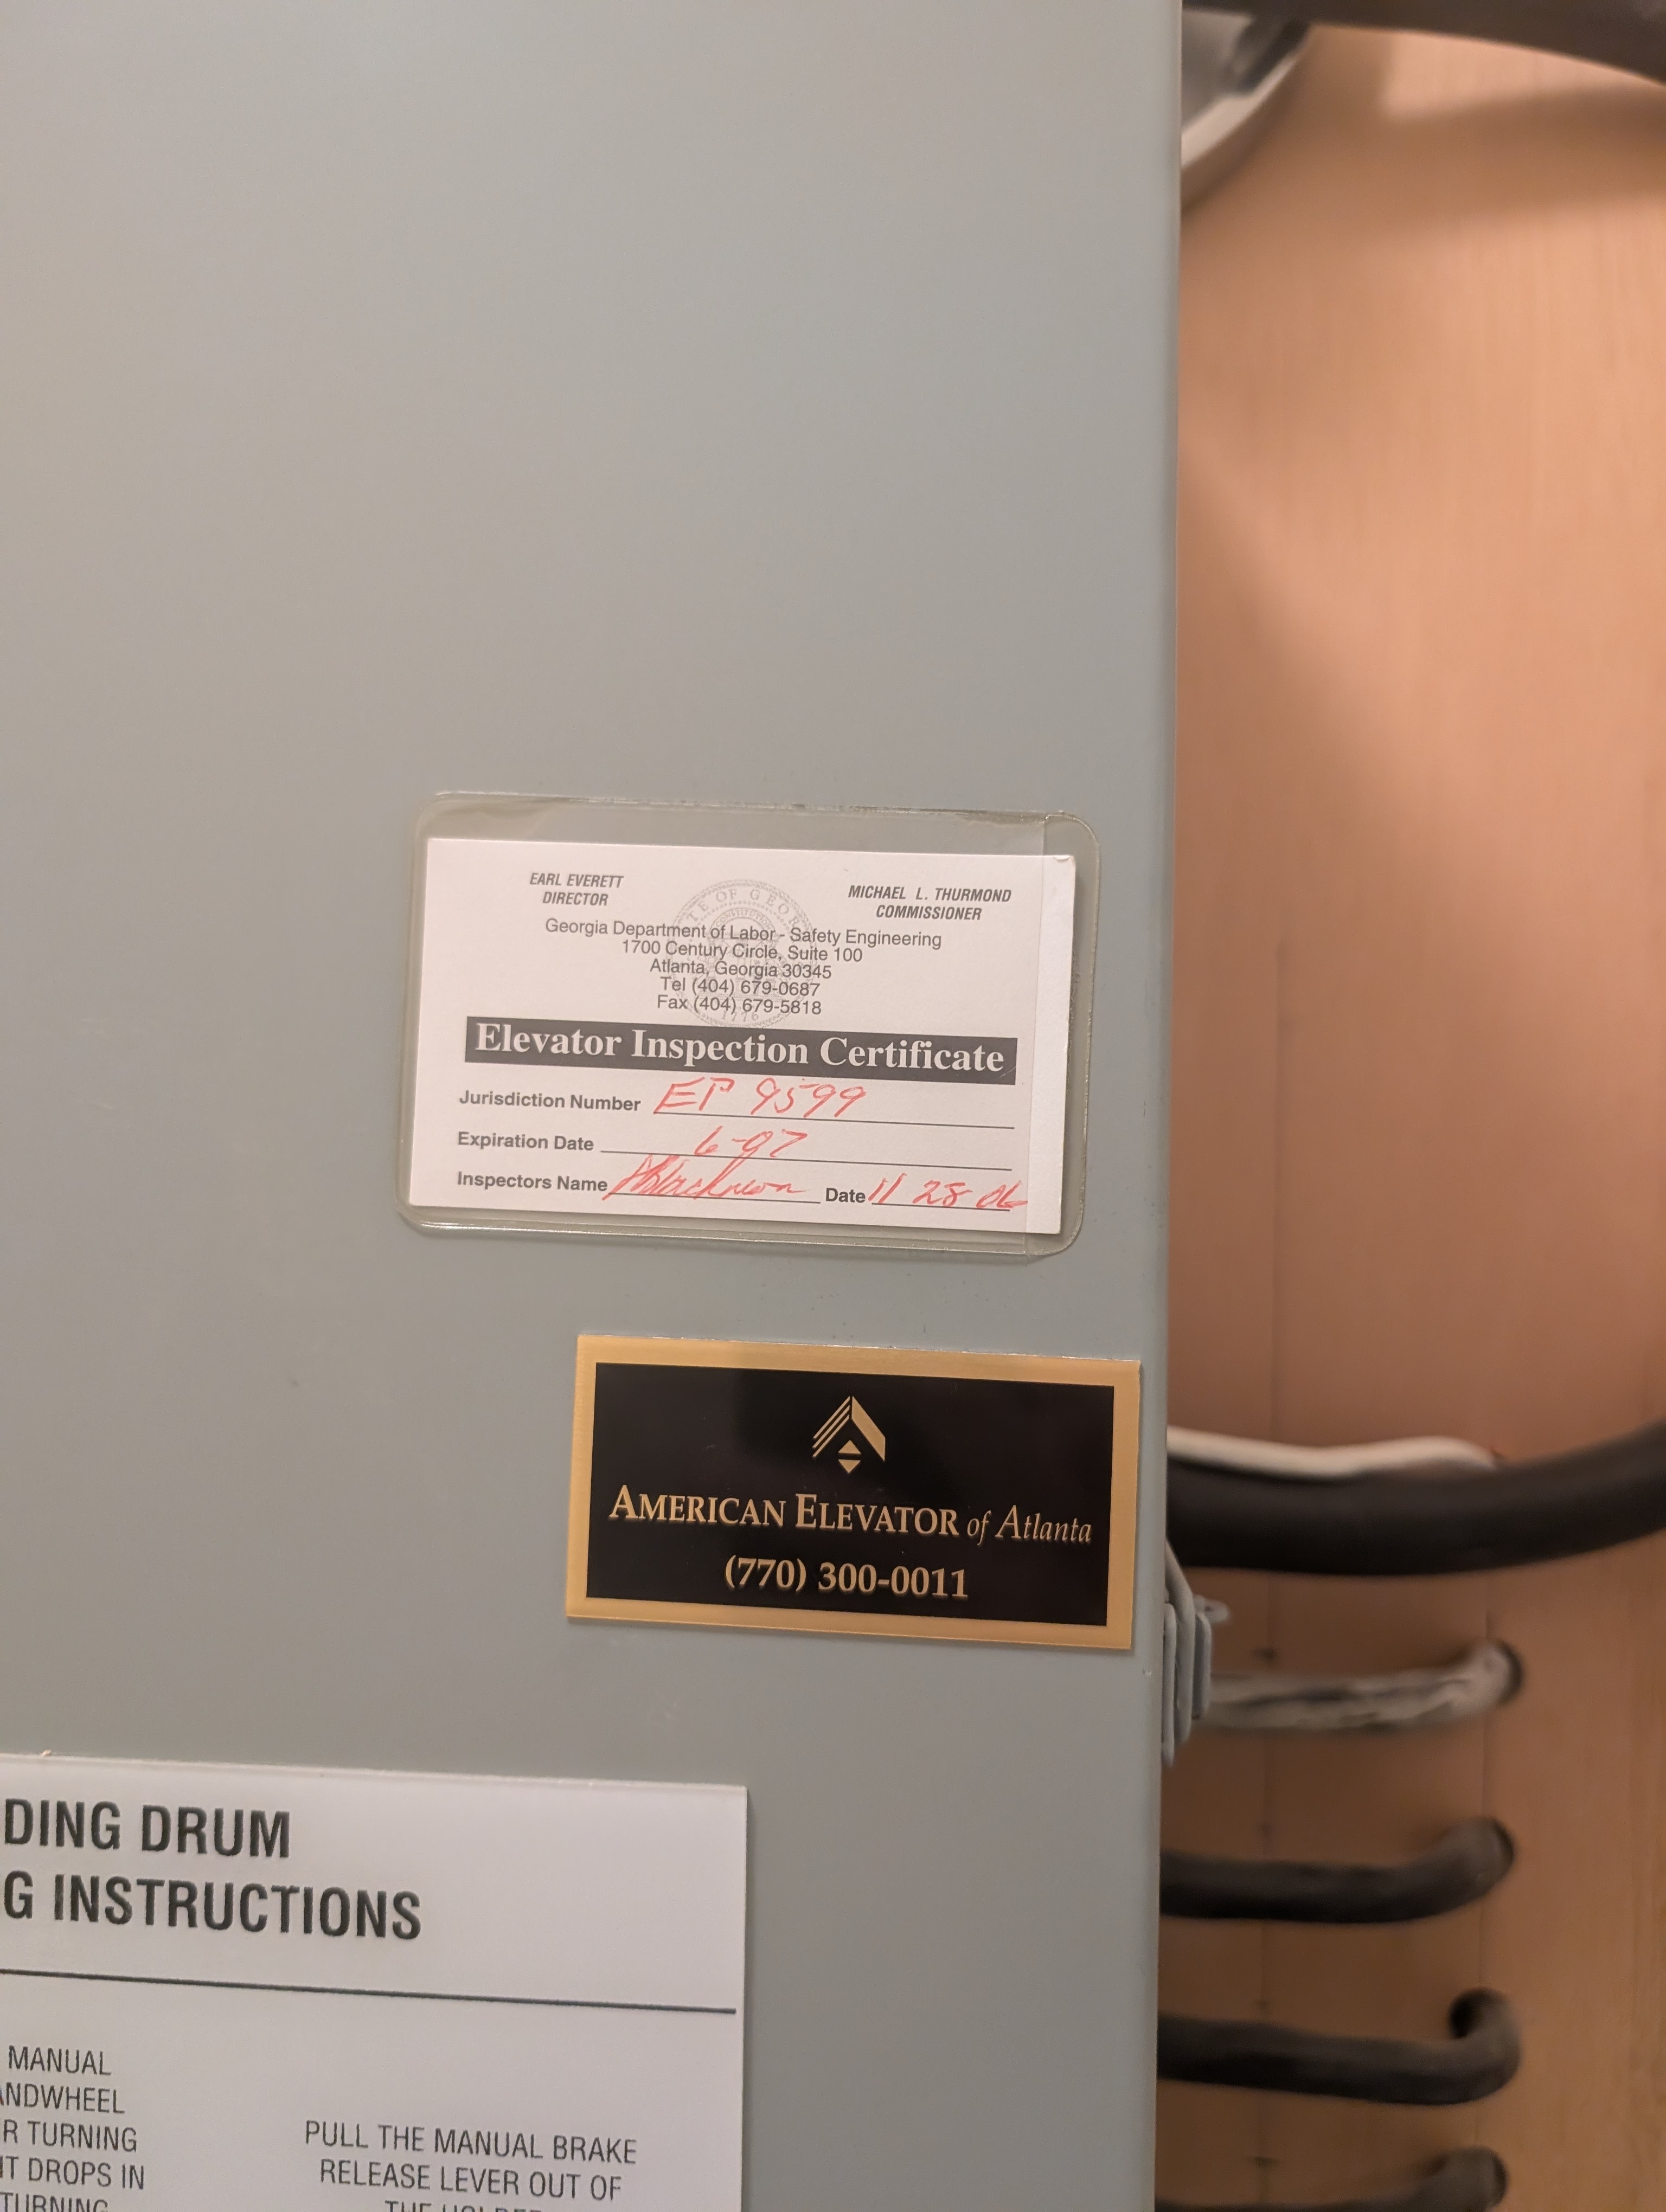 EARL EVERETT
DIRECTOR
MICHAEL L. THURMOND
COMMISSIONER
Georgia Department of Labor - Safety Engineering
1700 Century Circle, Suite 100
Atlanta, Georgia 30345
Tel (404) 679-0687
Fax (404) 679-5818
1776
Elevator Inspection Certificate
Jurisdiction Number EP 9599
Expiration Date 6-07
Inspectors Name Date 11 28 06
AMERICAN ELEVATOR of Atlanta
(770) 300-0011
DING DRUM
G INSTRUCTIONS
MANUAL
ANDWHEEL
R TURNING
IT DROPS IN
TURNING
PULL THE MANUAL BRAKE
RELEASE LEVER OUT OF